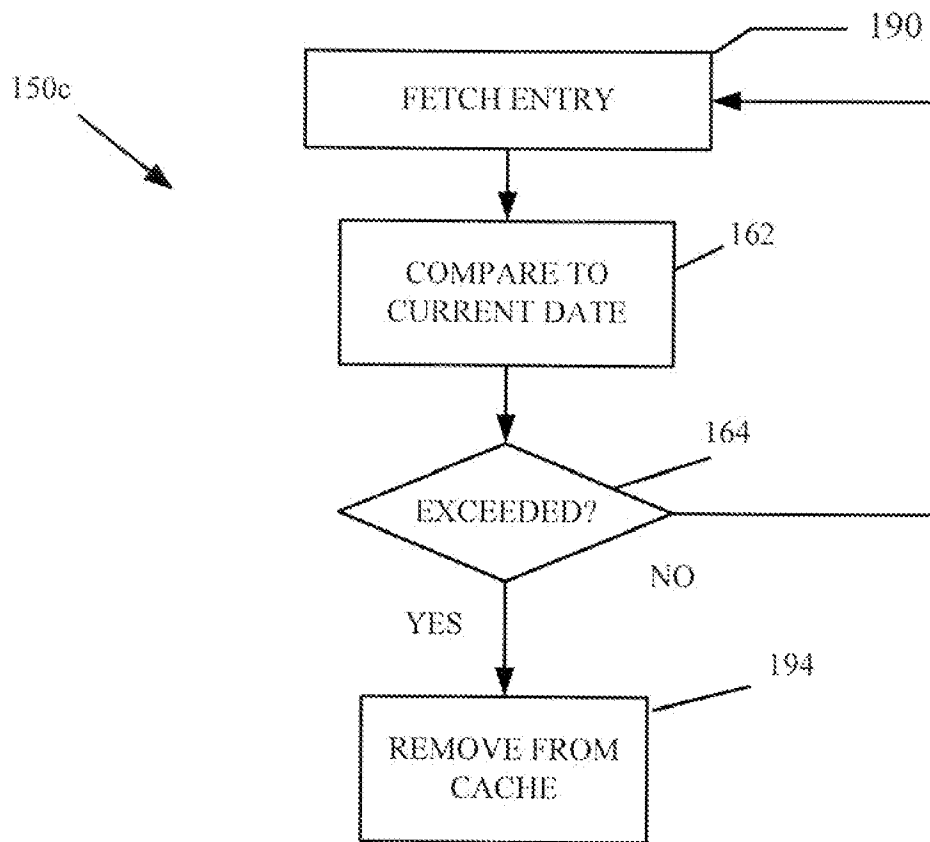 190
150c
FETCH ENTRY
162
COMPARE TO
CURRENT DATE
164
EXCEEDED?
NO
YES
194
REMOVE FROM
CACHE